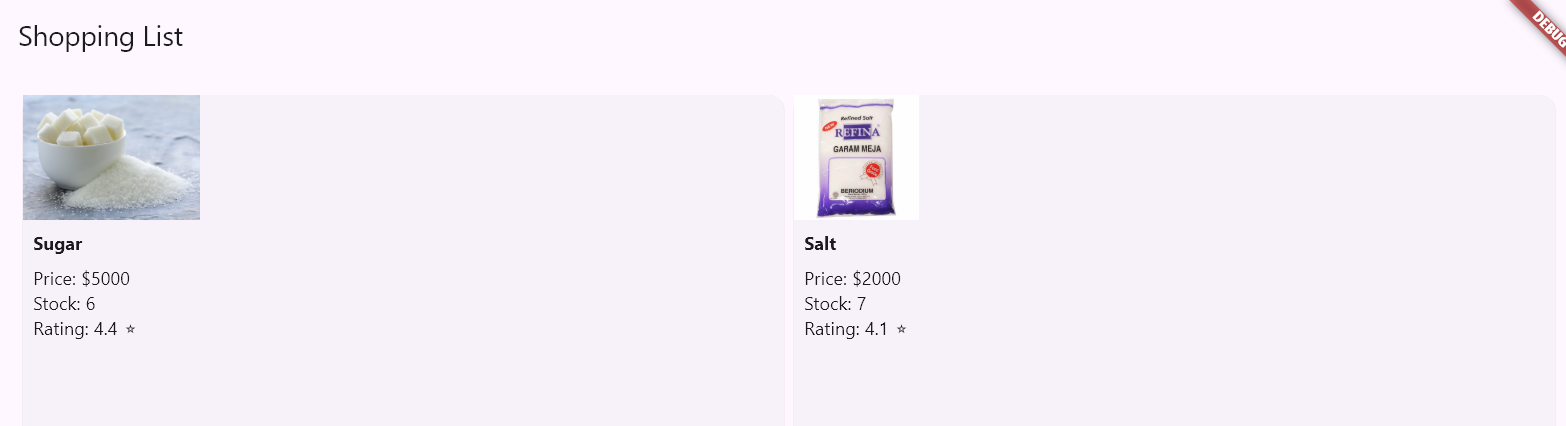 Shopping List
DEBUG
Sugar
Price: $5000
Stock: 6
Rating: 4.4 ☆
Refined Salt
NEW
REFINA
GARAM MEJA
BERIODIUM
Salt
Price: $2000
Stock: 7
Rating: 4.1 ☆